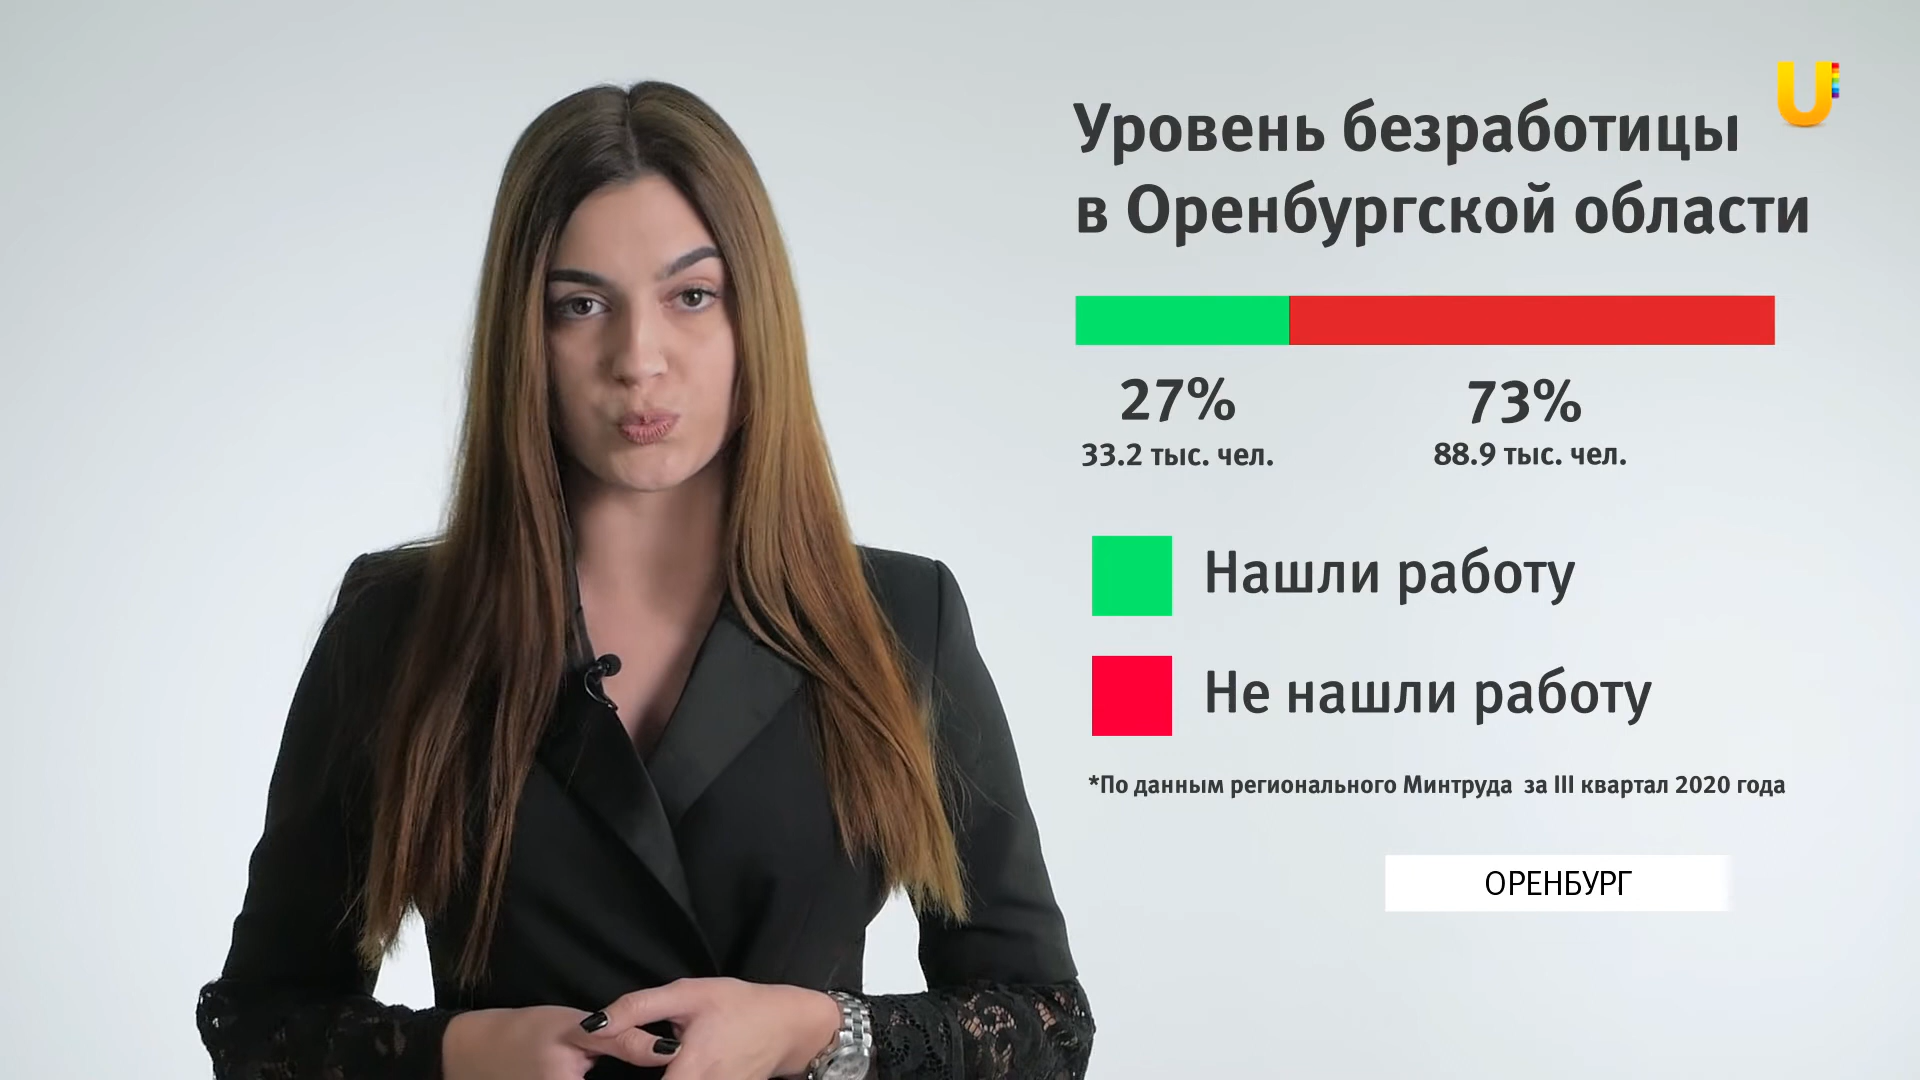 U
Уровень безработицы
в Оренбургской области
27%
73%
33.2 тыс. чел.
88.9 тыс. чел.
Нашли работу
Не нашли работу
*По данным регионального Минтруда за III квартал 2020 года
ОРЕНБУРГ